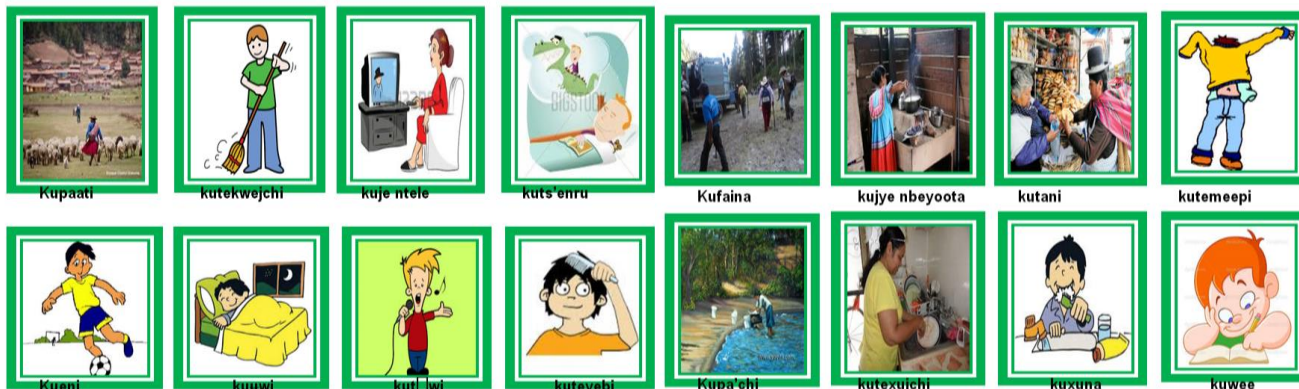 Kupaati kutekwejchi kuje ntele kuts'enru Kufaina kujye nbeyoota kutani kutemeepi
Kueni kuuwi kutevebi Kupa'chi kutexuichi kuxuna kuwee